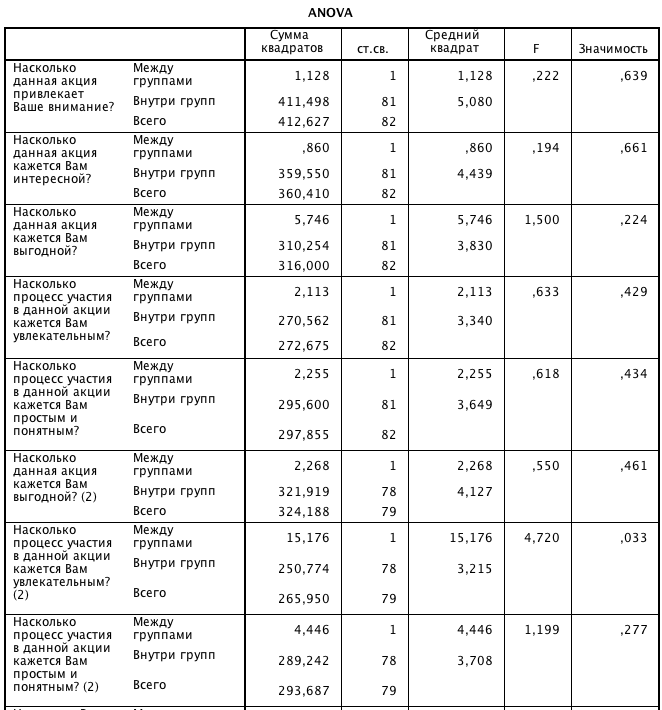 ANOVA
Сумма квадратов ст.св. Средний квадрат F Значимость
Насколько данная акция привлекает Ваше внимание? Между группами 1,128 1 1,128 ,222 ,639
Внутри групп 411,498 81 5,080
Всего 412,627 82
Насколько данная акция кажется Вам интересной? Между группами ,860 1 ,860 ,194 ,661
Внутри групп 359,550 81 4,439
Всего 360,410 82
Насколько данная акция кажется Вам выгодной? Между группами 5,746 1 5,746 1,500 ,224
Внутри групп 310,254 81 3,830
Всего 316,000 82
Насколько процесс участия в данной акции кажется Вам увлекательным? Между группами 2,113 1 2,113 ,633 ,429
Внутри групп 270,562 81 3,340
Всего 272,675 82
Насколько процесс участия в данной акции кажется Вам простым и понятным? Между группами 2,255 1 2,255 ,618 ,434
Внутри групп 295,600 81 3,649
Всего 297,855 82
Насколько данная акция кажется Вам выгодной? (2) Между группами 2,268 1 2,268 ,550 ,461
Внутри групп 321,919 78 4,127
Всего 324,188 79
Насколько процесс участия в данной акции кажется Вам увлекательным? (2) Между группами 15,176 1 15,176 4,720 ,033
Внутри групп 250,774 78 3,215
Всего 265,950 79
Насколько процесс участия в данной акции кажется Вам простым и понятным? (2) Между группами 4,446 1 4,446 1,199 ,277
Внутри групп 289,242 78 3,708
Всего 293,687 79